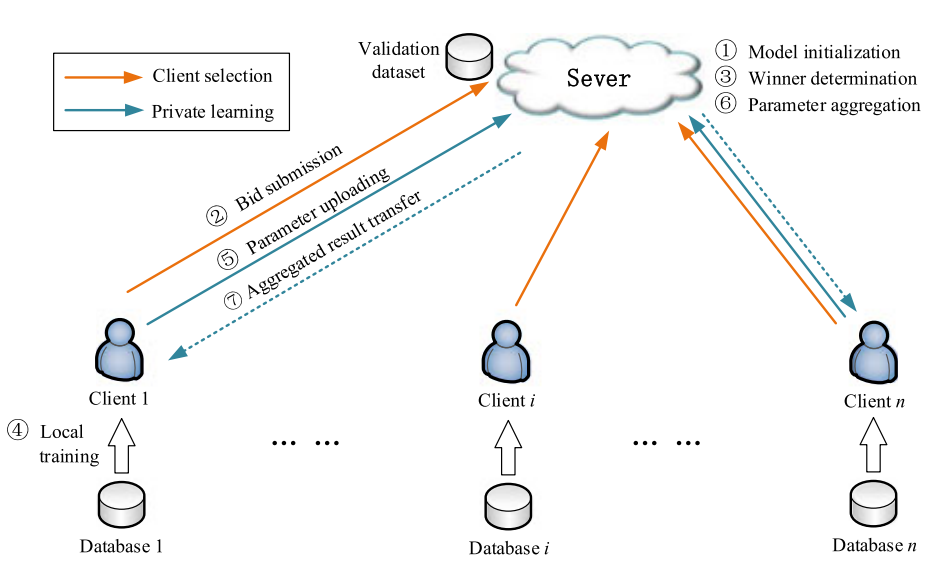 Client selection
Private learning
Validation
dataset
Sever
① Model initialization
③ Winner determination
⑥ Parameter aggregation
② Bid submission
⑤ Parameter uploading
⑦ Aggregated result transfer
Client 1
Client i
Client n
④ Local
training
... ...
... ...
Database 1
Database i
Database n